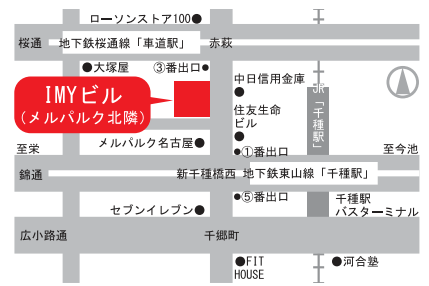 ローソンストア100●
桜通
地下鉄桜通線「車道駅」
赤萩
●大塚屋
③番出口●
中日信用金庫
●
IMYビル
(メルパルク北隣)
住友生命
ビル
●
JR「千種駅」
メルパルク名古屋●
●①番出口
至栄
至今池
錦通
新千種橋西
地下鉄東山線「千種駅」
●⑤番出口
千種駅
バスターミナル
セブンイレブン●
広小路通
千郷町
●FIT
HOUSE
●河合塾